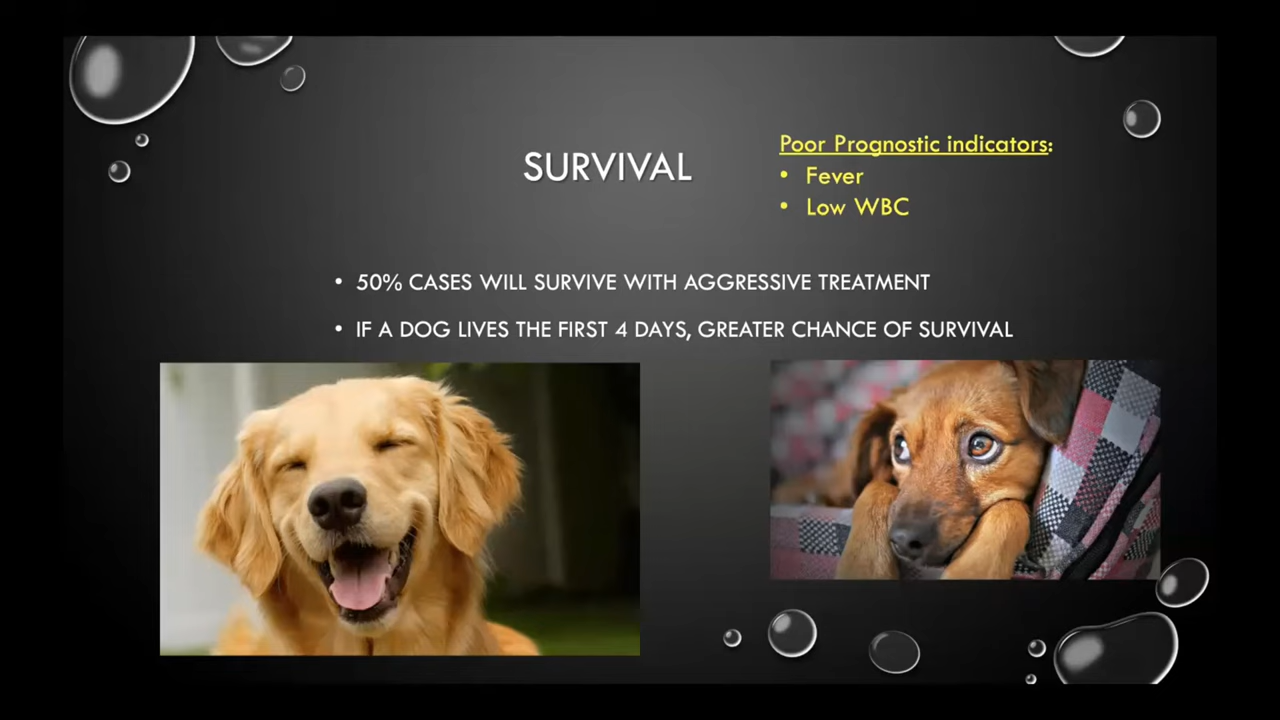 SURVIVAL
Poor Prognostic indicators:
• Fever
• Low WBC
• 50% CASES WILL SURVIVE WITH AGGRESSIVE TREATMENT
• IF A DOG LIVES THE FIRST 4 DAYS, GREATER CHANCE OF SURVIVAL